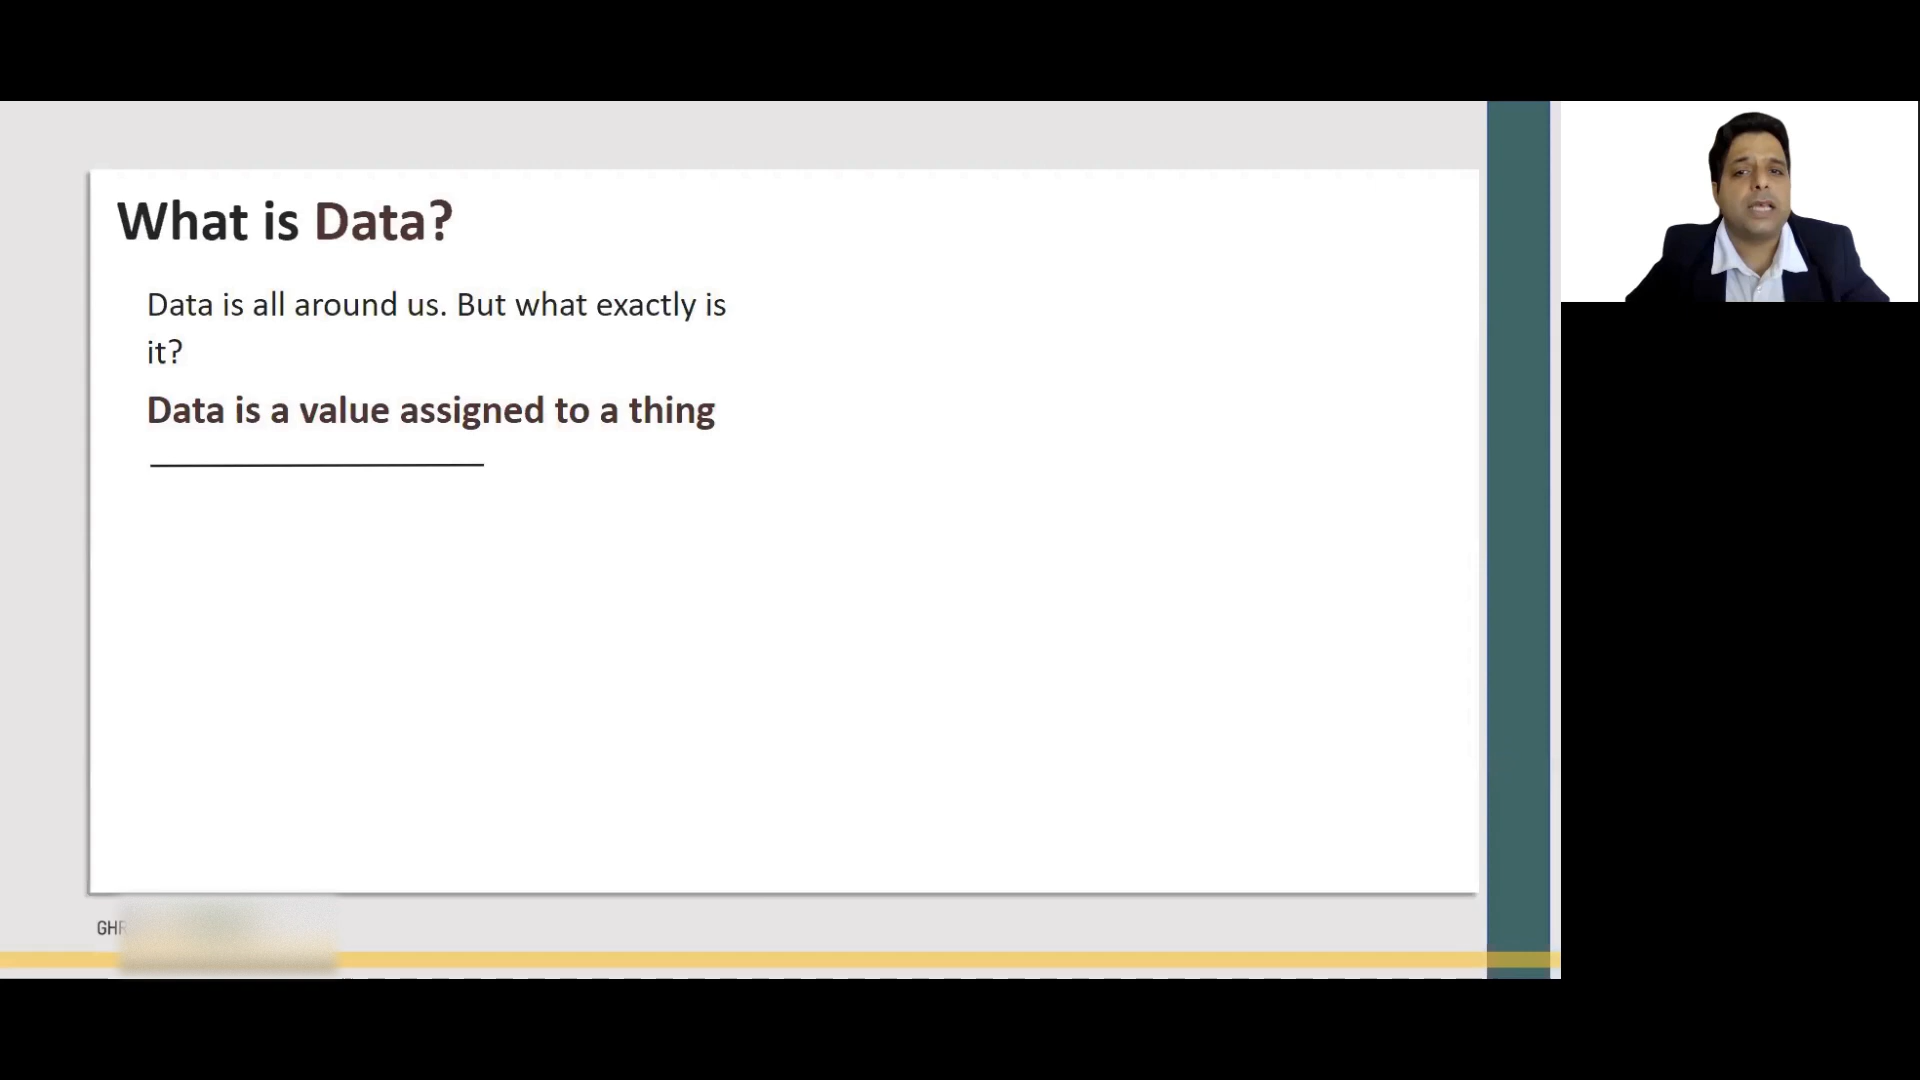 What is Data?
Data is all around us. But what exactly is
it?
Data is a value assigned to a thing